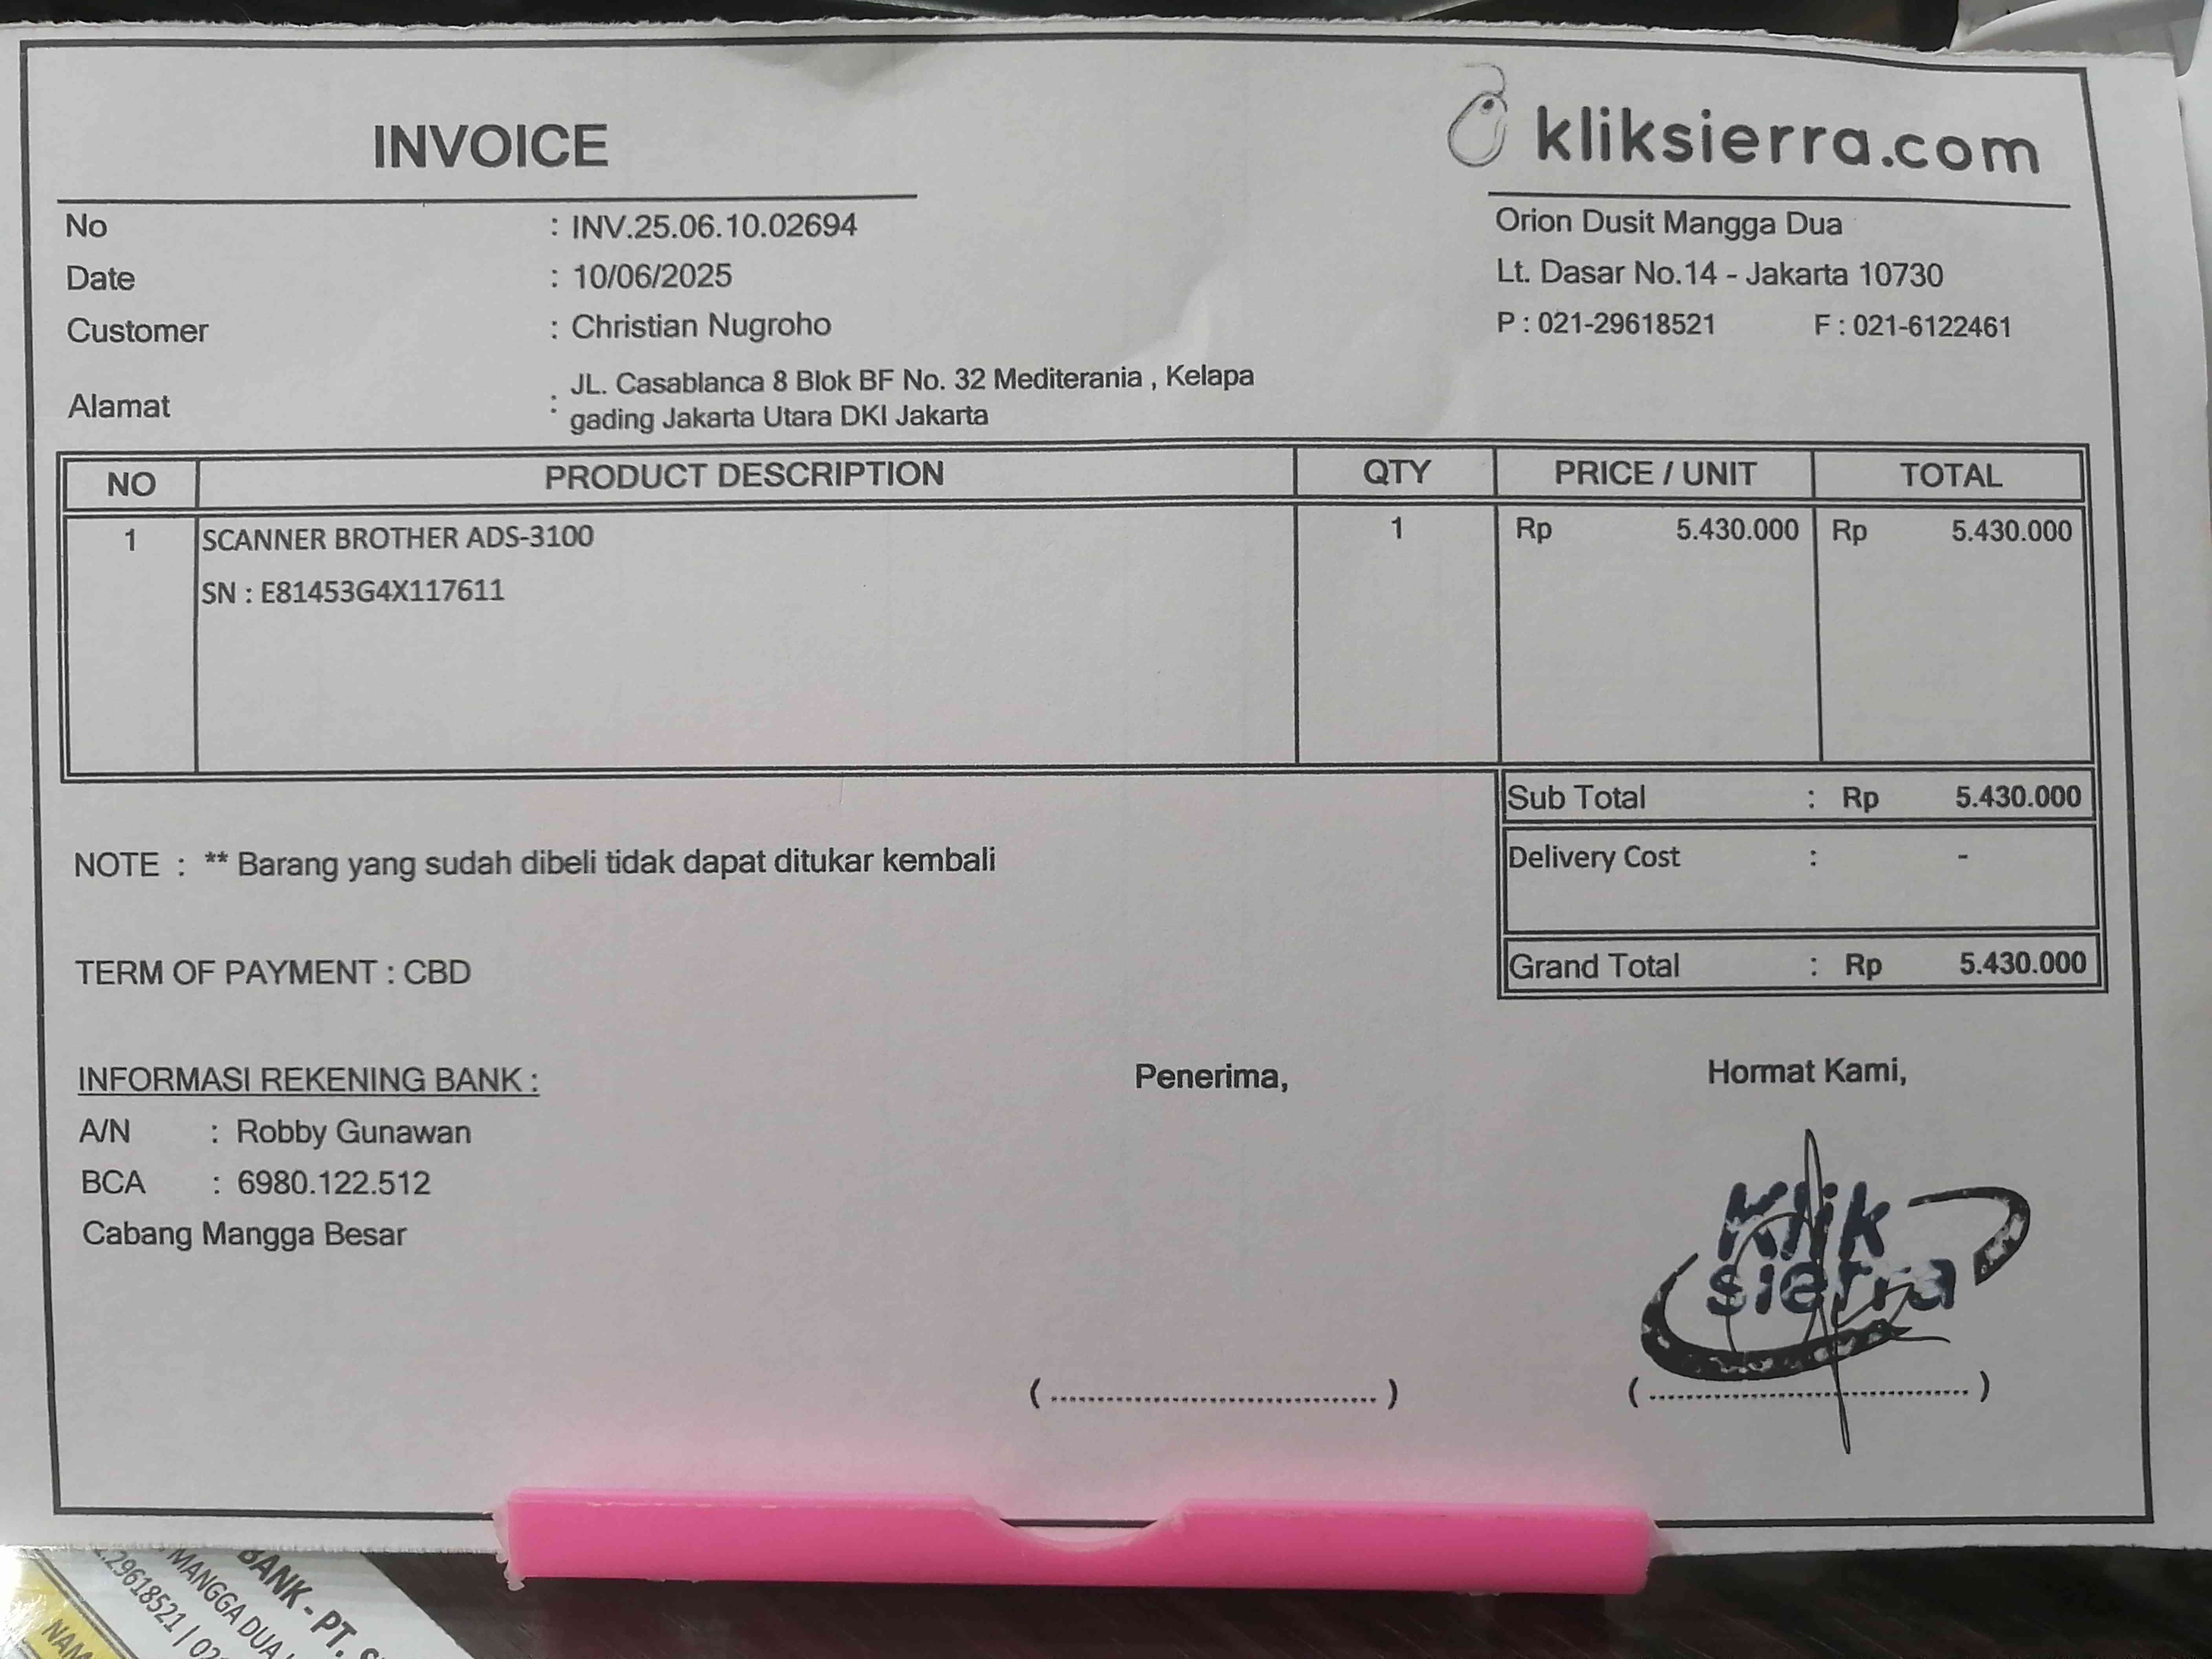 INVOICE
kliksierra.com
No : INV.25.06.10.02694
Date : 10/06/2025
Customer : Christian Nugroho
Alamat : JL. Casablanca 8 Blok BF No. 32 Mediterania , Kelapa
gading Jakarta Utara DKI Jakarta
Orion Dusit Mangga Dua
Lt. Dasar No.14 - Jakarta 10730
P : 021-29618521 F : 021-6122461
NO PRODUCT DESCRIPTION QTY PRICE / UNIT TOTAL
1 SCANNER BROTHER ADS-3100 1 Rp 5.430.000 Rp 5.430.000
SN : E81453G4X117611
Sub Total : Rp 5.430.000
Delivery Cost : -
Grand Total : Rp 5.430.000
NOTE : ** Barang yang sudah dibeli tidak dapat ditukar kembali
TERM OF PAYMENT : CBD
INFORMASI REKENING BANK :
A/N : Robby Gunawan
BCA : 6980.122.512
Cabang Mangga Besar
Penerima,
Hormat Kami,
Klik
sierra
( ........................................ )
( ........................................ )
BANK - PT.
MANGGA DUA
29618521 | 02
NAM